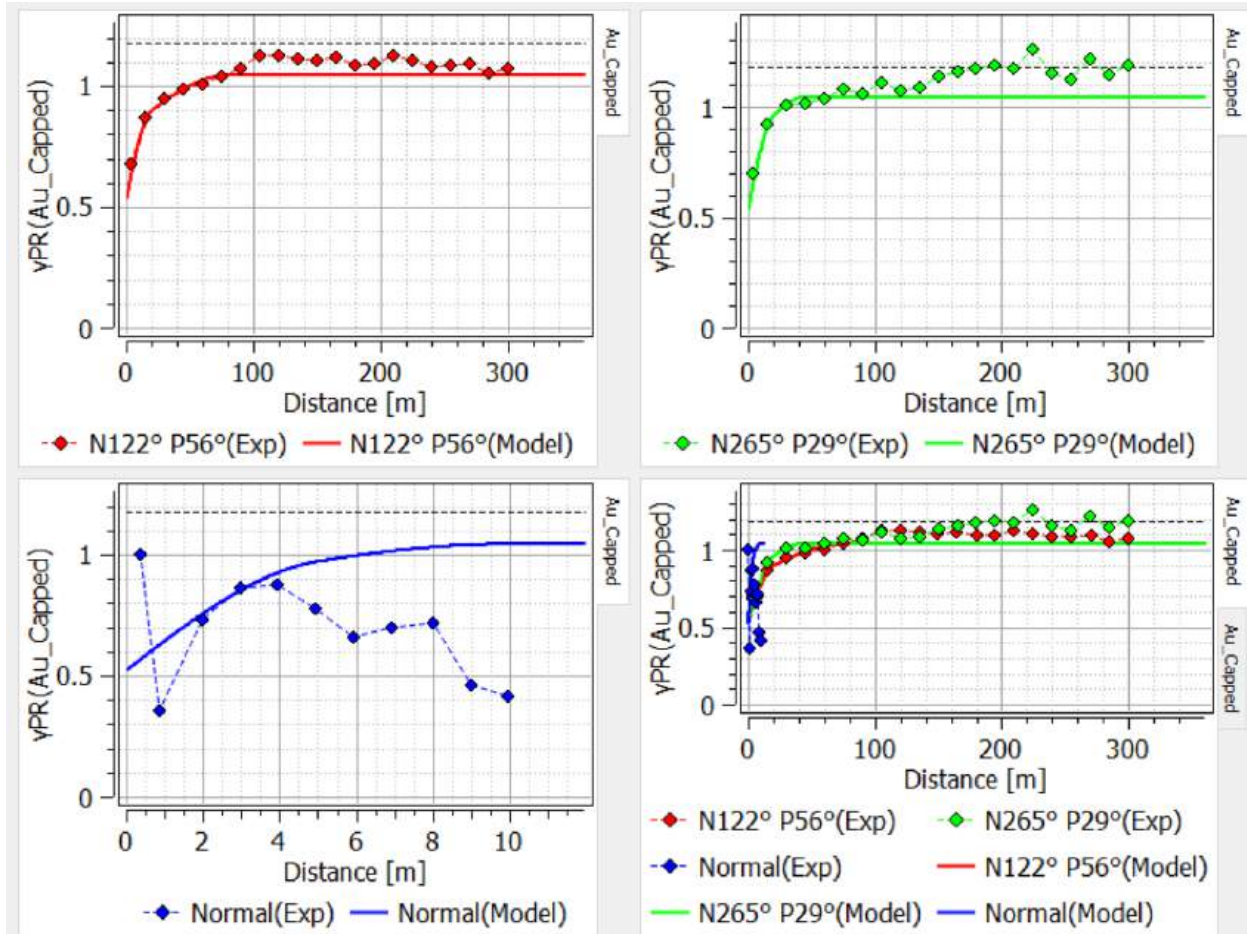 γPR(Au_Capped)
1
0.5
0
0 100 200 300
Distance [m]
N122° P56°(Exp) N122° P56°(Model)
Au_Capped
γPR(Au_Capped)
1
0.5
0
0 100 200 300
Distance [m]
N265° P29°(Exp) N265° P29°(Model)
Au_Capped
γPR(Au_Capped)
1
0.5
0
0 2 4 6 8 10
Distance [m]
Normal(Exp) Normal(Model)
Au_Capped
γPR(Au_Capped)
1
0.5
0
0 100 200 300
Distance [m]
N122° P56°(Exp) N265° P29°(Exp)
Normal(Exp) N122° P56°(Model)
N265° P29°(Model) Normal(Model)
Au_Capped
Au_Capped